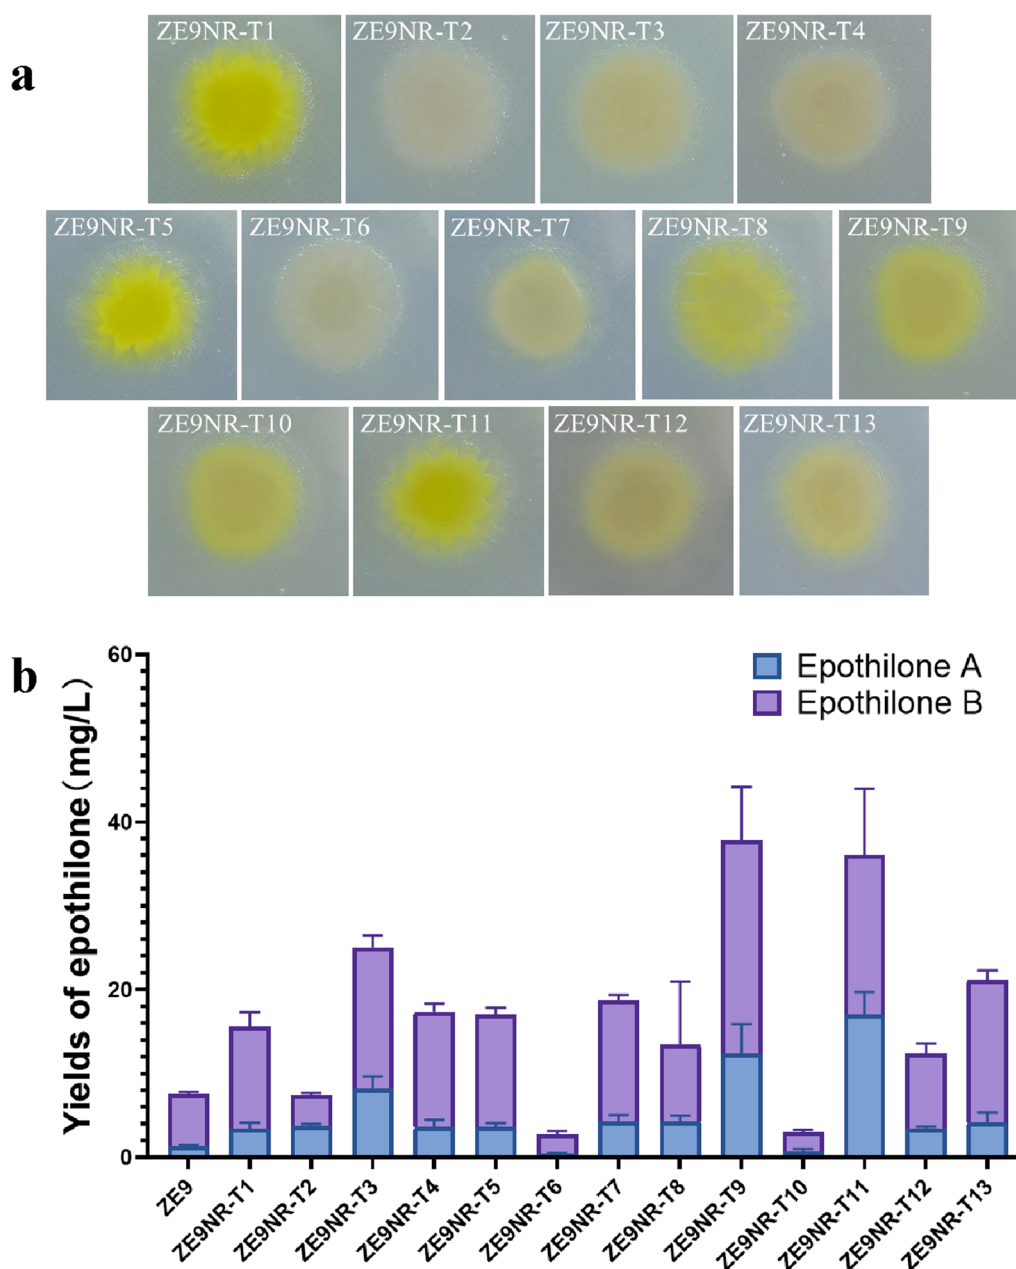 a
ZE9NR-T1 ZE9NR-T2 ZE9NR-T3 ZE9NR-T4
ZE9NR-T5 ZE9NR-T6 ZE9NR-T7 ZE9NR-T8 ZE9NR-T9
ZE9NR-T10 ZE9NR-T11 ZE9NR-T12 ZE9NR-T13
b
Yields of epothilone(mg/L)
60
40
20
0
Epothilone A
Epothilone B
ZE9
ZE9NR-T1
ZE9NR-T2
ZE9NR-T3
ZE9NR-T4
ZE9NR-T5
ZE9NR-T6
ZE9NR-T7
ZE9NR-T8
ZE9NR-T9
ZE9NR-T10
ZE9NR-T11
ZE9NR-T12
ZE9NR-T13